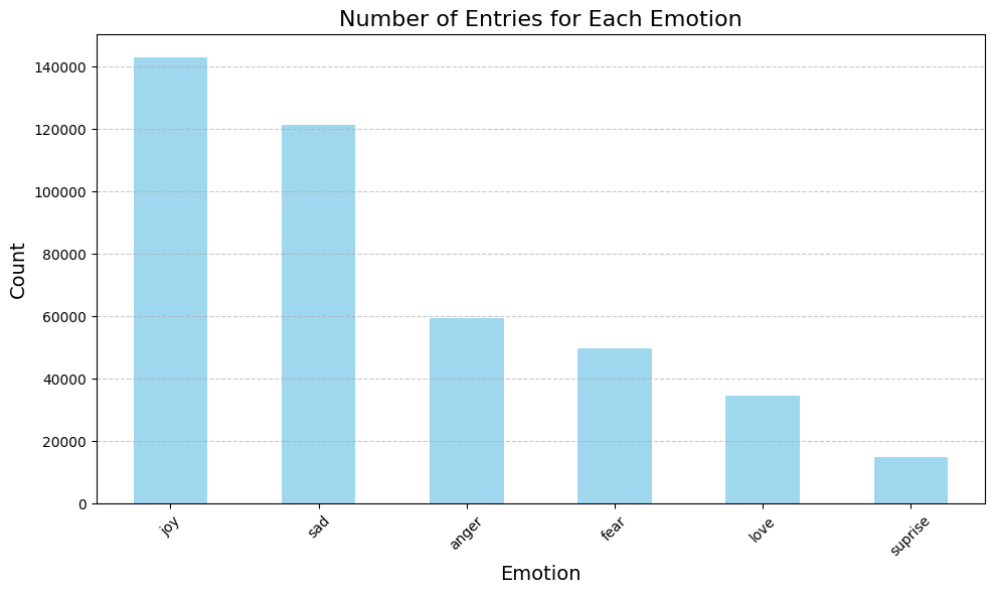 Number of Entries for Each Emotion
Count
140000
120000
100000
80000
60000
40000
20000
0
joy
sad
anger
fear
love
suprise
Emotion